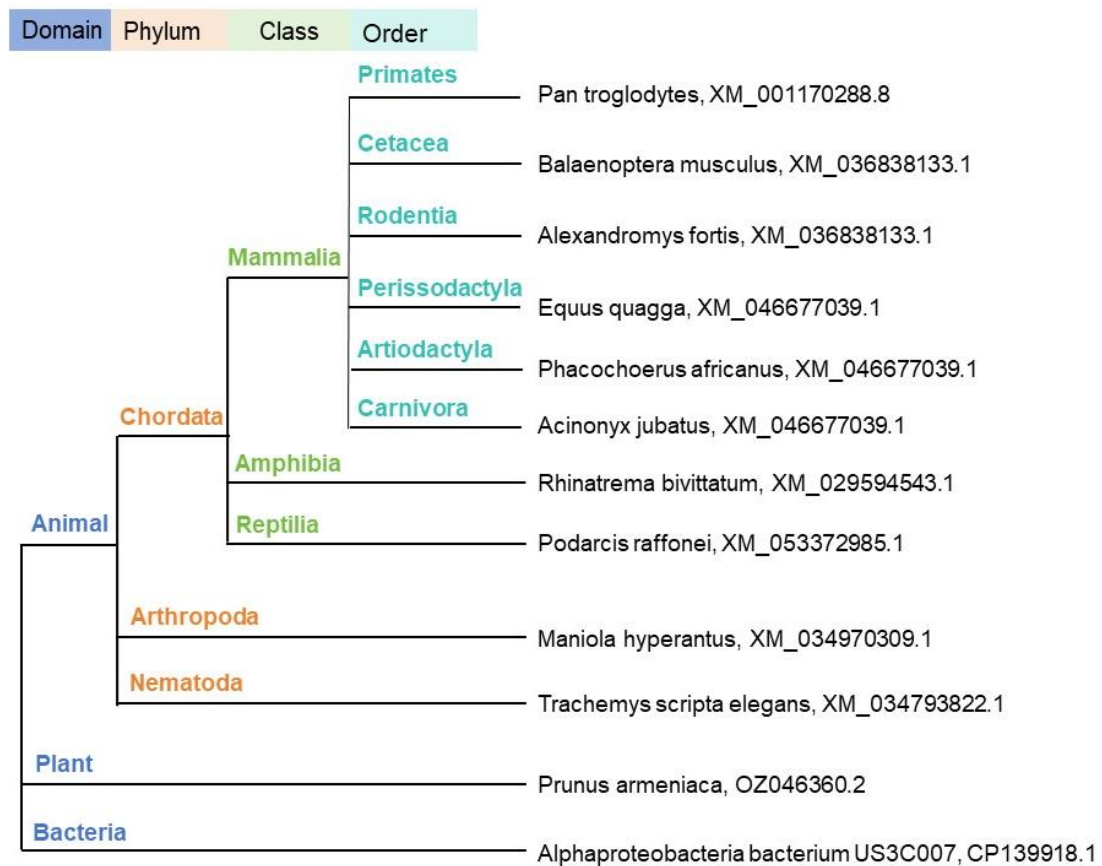 Domain Phylum Class Order
Primates
Pan troglodytes, XM_001170288.8
Cetacea
Balaenoptera musculus, XM_036838133.1
Rodentia
Alexandromys fortis, XM_036838133.1
Mammalia
Perissodactyla
Equus quagga, XM_046677039.1
Artiodactyla
Phacochoerus africanus, XM_046677039.1
Carnivora
Chordata
Acinonyx jubatus, XM_046677039.1
Amphibia
Rhinatrema bivittatum, XM_029594543.1
Animal
Reptilia
Podarcis raffonei, XM_053372985.1
Arthropoda
Maniola hyperantus, XM_034970309.1
Nematoda
Trachemys scripta elegans, XM_034793822.1
Plant
Prunus armeniaca, OZ046360.2
Bacteria
Alphaproteobacteria bacterium US3C007, CP139918.1